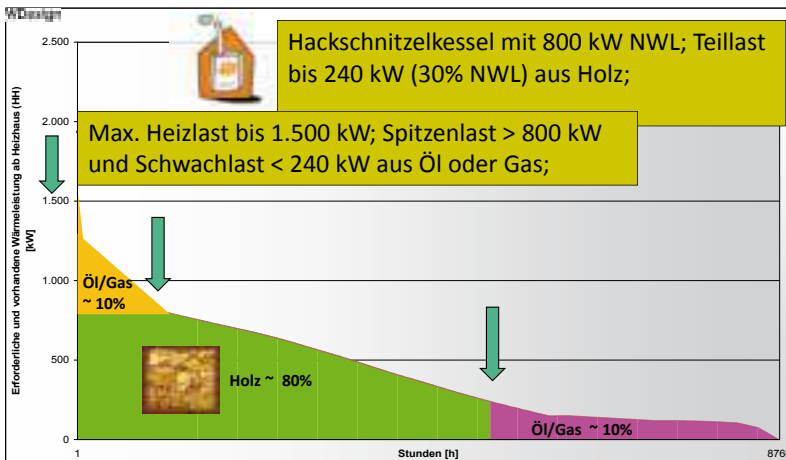 WDesign
Hackschnitzelkessel mit 800 kW NWL; Teillast
bis 240 kW (30% NWL) aus Holz;
Max. Heizlast bis 1.500 kW; Spitzenlast > 800 kW
und Schwachlast < 240 kW aus Öl oder Gas;
Erforderliche und vorhandene Wärmeleistung ab Heizhaus (HH)
[kW]
2.500
2.000
1.500
1.000
500
0
Öl/Gas
~ 10%
Holz ~ 80%
Öl/Gas ~ 10%
1
Stunden [h]
8760